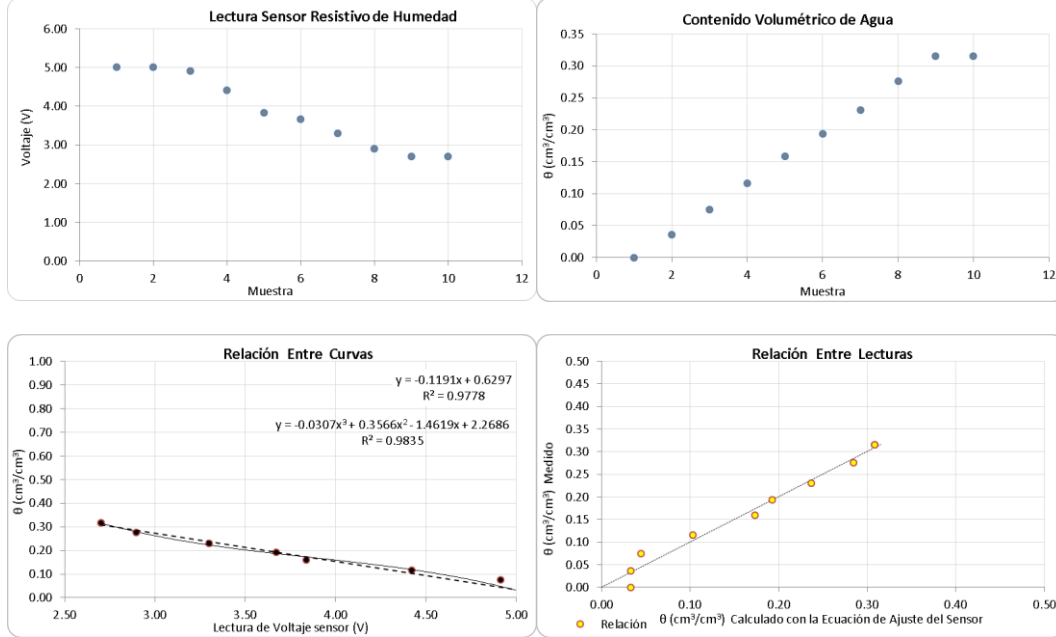 Lectura Sensor Resistivo de Humedad
6.00
5.00
4.00
3.00
2.00
1.00
0.00
Voltaje (V)
0 2 4 6 8 10 12
Muestra
Contenido Volumétrico de Agua
0.35
0.30
0.25
0.20
0.15
0.10
0.05
0.00
θ (cm³/cm³)
0 2 4 6 8 10 12
Muestra
Relación Entre Curvas
1.00
0.90
0.80
0.70
0.60
0.50
0.40
0.30
0.20
0.10
0.00
θ (cm³/cm³)
y = -0.1191x + 0.6297
R² = 0.9778
y = -0.0307x³ + 0.3566x² - 1.4619x + 2.2686
R² = 0.9835
2.50 3.00 3.50 4.00 4.50 5.00
Lectura de Voltaje sensor (V)
Relación Entre Lecturas
0.50
0.45
0.40
0.35
0.30
0.25
0.20
0.15
0.10
0.05
0.00
θ (cm³/cm³) Medido
0.00 0.10 0.20 0.30 0.40 0.50
Relación
θ (cm³/cm³) Calculado con la Ecuación de Ajuste del Sensor